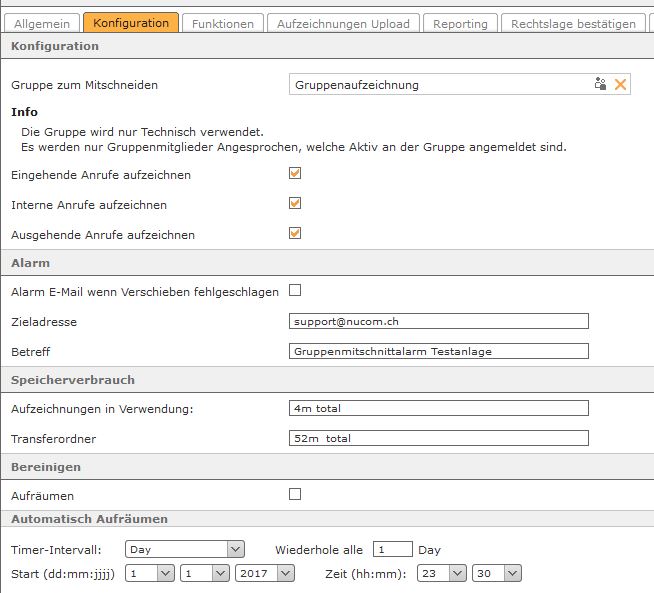 Allgemein Konfiguration Funktionen Aufzeichnungen Upload Reporting Rechtslage bestätigen
Konfiguration
Gruppe zum Mitschneiden Gruppenaufzeichnung
Info
Die Gruppe wird nur Technisch verwendet.
Es werden nur Gruppenmitglieder Angesprochen, welche Aktiv an der Gruppe angemeldet sind.
Eingehende Anrufe aufzeichnen
Interne Anrufe aufzeichnen
Ausgehende Anrufe aufzeichnen
Alarm
Alarm E-Mail wenn Verschieben fehlgeschlagen
Zieladresse support@nucom.ch
Betreff Gruppenmitschnittalarm Testanlage
Speicherverbrauch
Aufzeichnungen in Verwendung: 4m total
Transferordner 52m total
Bereinigen
Aufräumen
Automatisch Aufräumen
Timer-Intervall: Day Wiederhole alle 1 Day
Start (dd:mm:jjjj) 1 1 2017 Zeit (hh:mm): 23 30